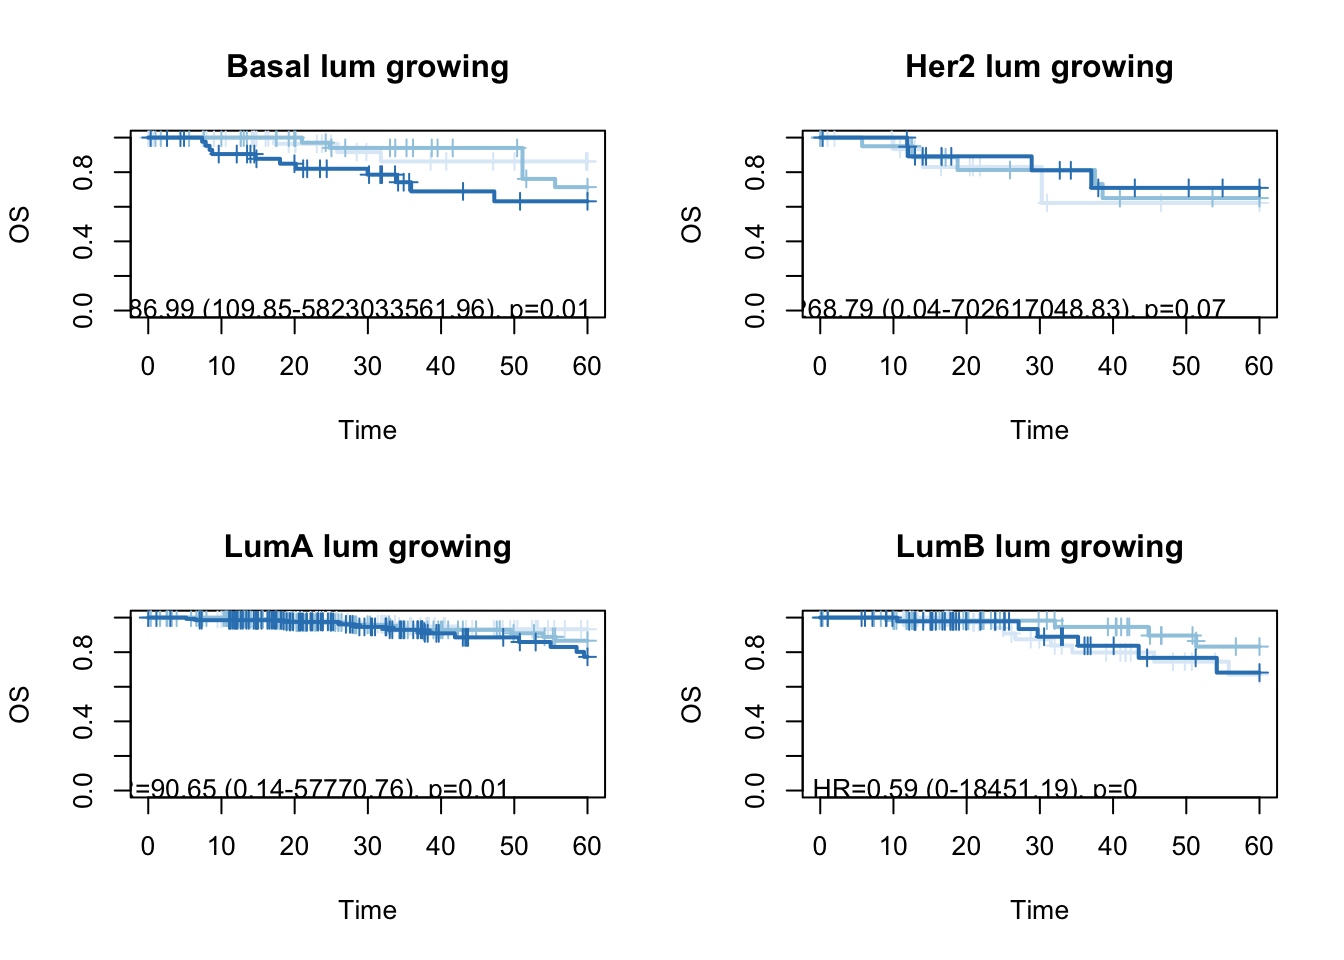 Basal lum growing
OS
0.8
0.4
0.0
86.99 (109.85-5823033561.96), p=0.01
0 10 20 30 40 50 60
Time
Her2 lum growing
OS
0.8
0.4
0.0
268.79 (0.04-702617048.83), p=0.07
0 10 20 30 40 50 60
Time
LumA lum growing
OS
0.8
0.4
0.0
=90.65 (0.14-57770.76), p=0.01
0 10 20 30 40 50 60
Time
LumB lum growing
OS
0.8
0.4
0.0
HR=0.59 (0-18451.19), p=0
0 10 20 30 40 50 60
Time